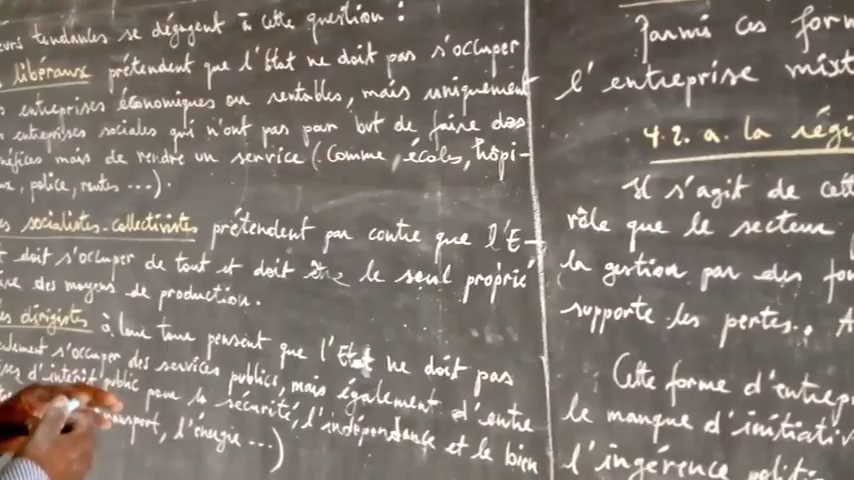 tendances se dégagent à cette question :
libéraux prétendent que l'Etat ne doit pas s'occuper
entreprises économiques ou rentables, mais uniquement
entreprises sociales qui n'ont pas pour but de faire des
mais de rendre un service (Comme, écoles, hôpi-
police, routes ...).
socialistes-collectivistes prétendent par contre que l'E-
doit s'occuper de tout et doit être le seul proprié
des moyens de production.
dirigistes à leur tour pensent que l'Etat ne doit pas
s'occuper des services publics, mais également d'entre
d'intérêt public pour la sécurité, l'indépendance et le bien
transport, l'énergie ...)
Parmi ces form
l'entreprise mixt
4.2. a. la régi
Il s'agit de cett
rôle que le secteur
la gestion par des fon
supporte les pertes. A
Cette forme d'entrep
le manque d'initiativ
l'ingérence politi